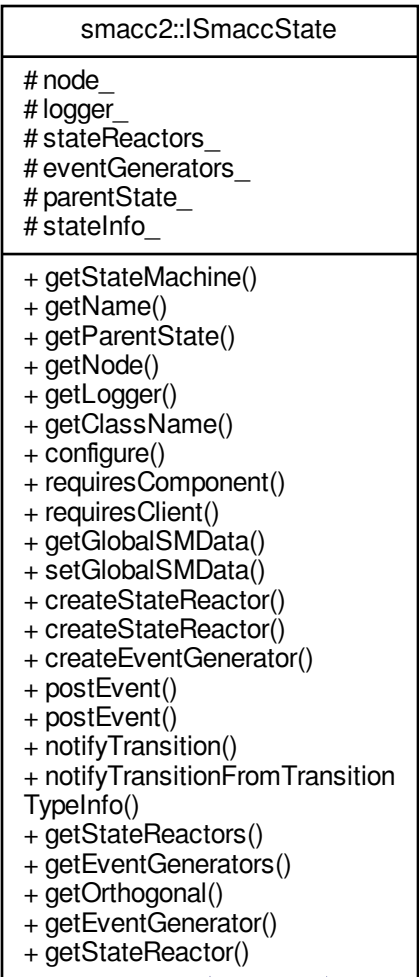 smacc2::ISmaccState
# node_
# logger_
# stateReactors_
# eventGenerators_
# parentState_
# stateInfo_
+ getStateMachine()
+ getName()
+ getParentState()
+ getNode()
+ getLogger()
+ getClassName()
+ configure()
+ requiresComponent()
+ requiresClient()
+ getGlobalSMData()
+ setGlobalSMData()
+ createStateReactor()
+ createStateReactor()
+ createEventGenerator()
+ postEvent()
+ postEvent()
+ notifyTransition()
+ notifyTransitionFromTransition
TypeInfo()
+ getStateReactors()
+ getEventGenerators()
+ getOrthogonal()
+ getEventGenerator()
+ getStateReactor()